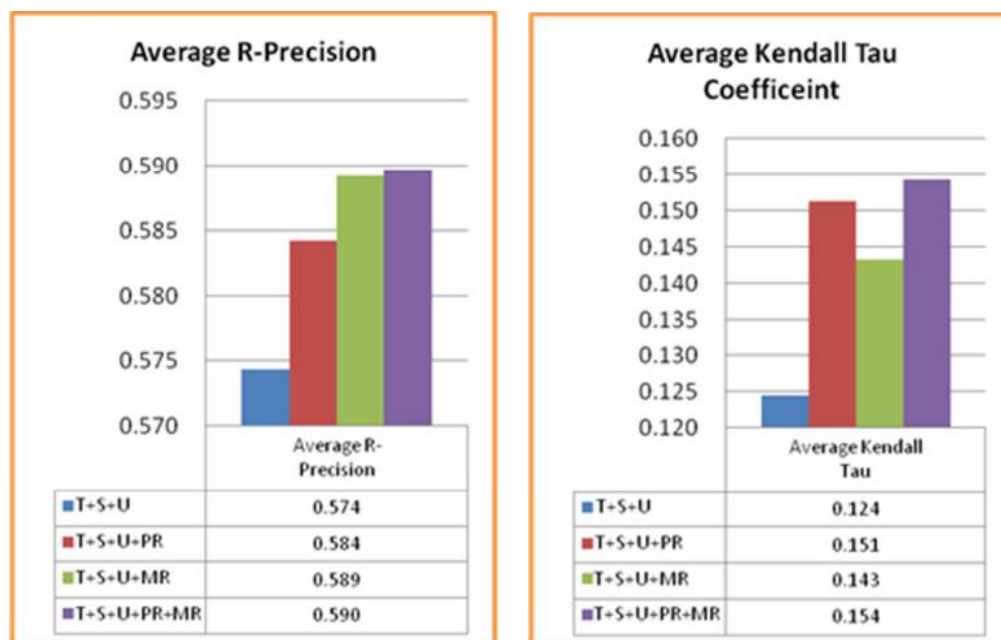 Average R-Precision
0.595
0.590
0.585
0.580
0.575
0.570
Average R-
Precision
T+S+U 0.574
T+S+U+PR 0.584
T+S+U+MR 0.589
T+S+U+PR+MR 0.590
Average Kendall Tau
Coefficeint
0.160
0.155
0.150
0.145
0.140
0.135
0.130
0.125
0.120
Average Kendall
Tau
T+S+U 0.124
T+S+U+PR 0.151
T+S+U+MR 0.143
T+S+U+PR+MR 0.154